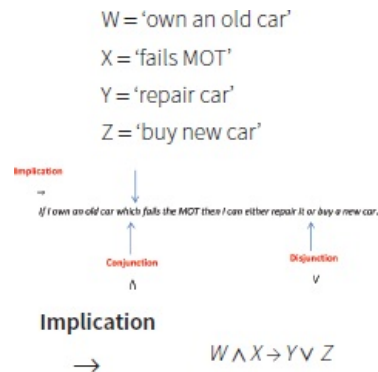 W = ‘own an old car’
X = ‘fails MOT’
Y = ‘repair car’
Z = ‘buy new car’
Implication
→
If I own an old car which fails the MOT then I can either repair it or buy a new car.
Conjunction Disjunction
∧ ∨
Implication
→ W ∧ X → Y ∨ Z